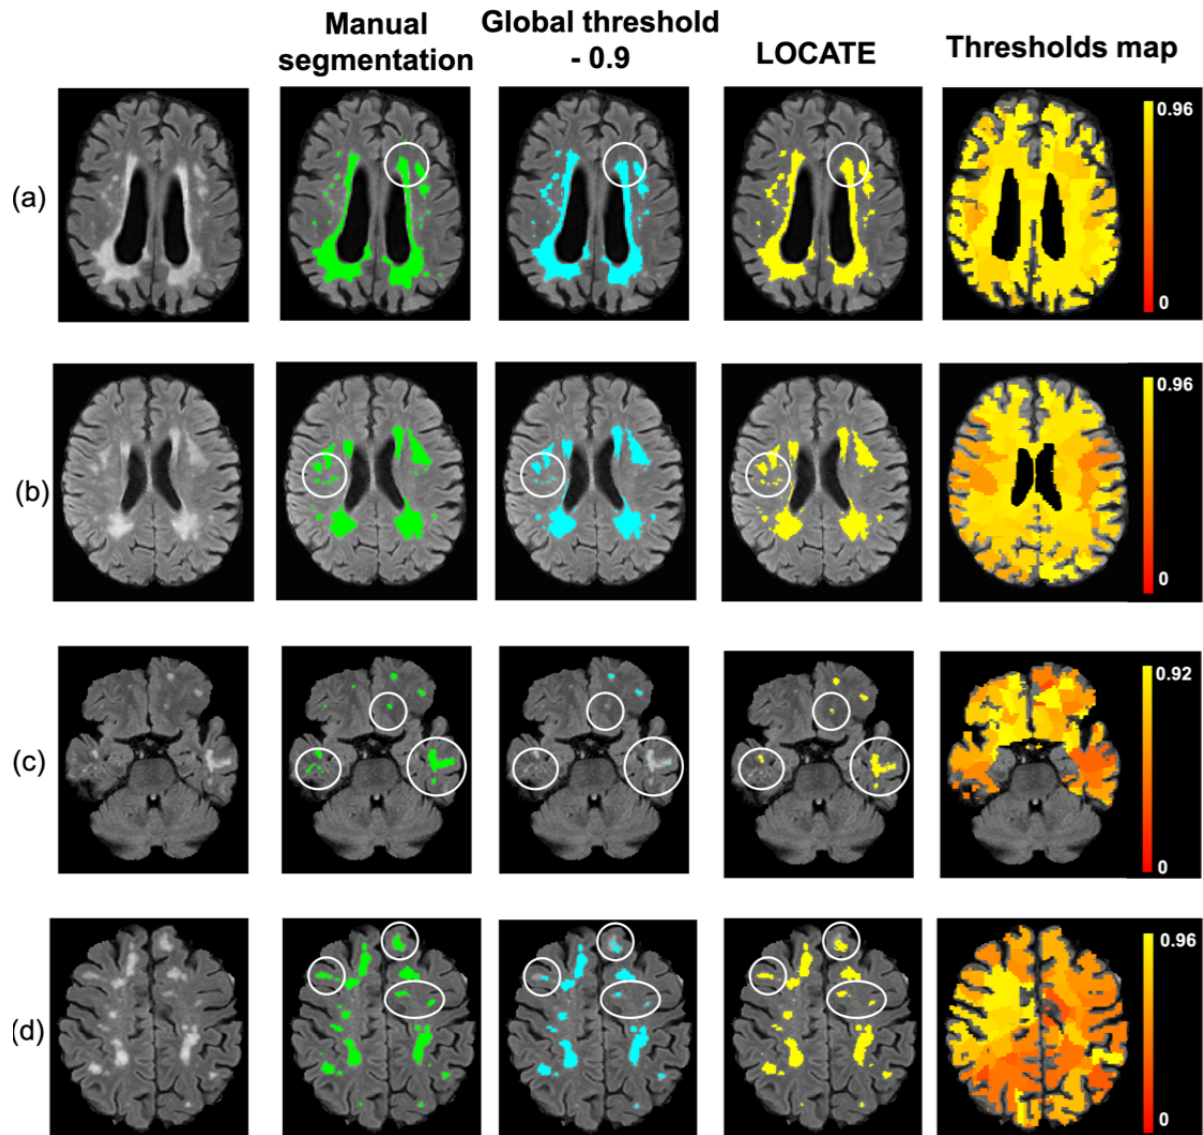 Manual segmentation
Global threshold - 0.9
LOCATE
Thresholds map
(a)
0.96
0
(b)
0.96
0
(c)
0.92
0
(d)
0.96
0